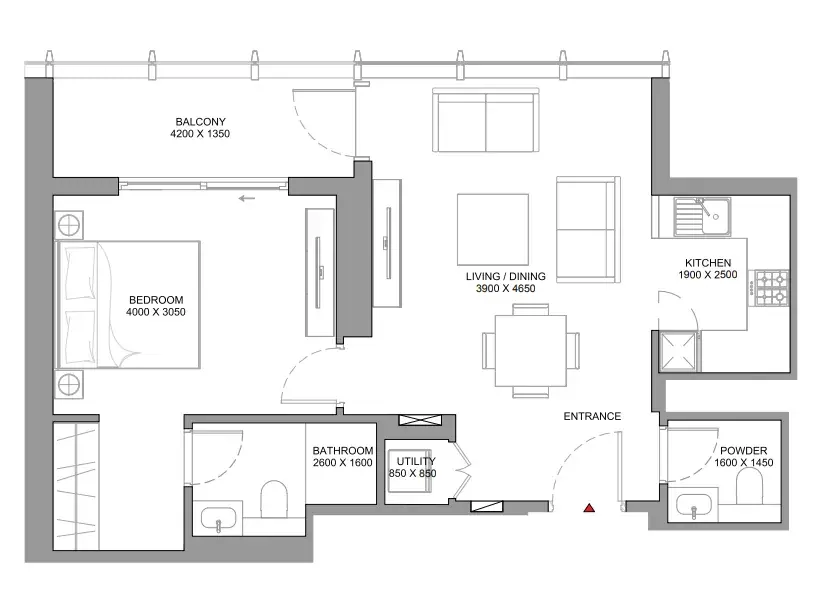 BALCONY
4200 X 1350
LIVING / DINING
3900 X 4650
KITCHEN
1900 X 2500
BEDROOM
4000 X 3050
ENTRANCE
BATHROOM
2600 X 1600
UTILITY
850 X 850
POWDER
1600 X 1450